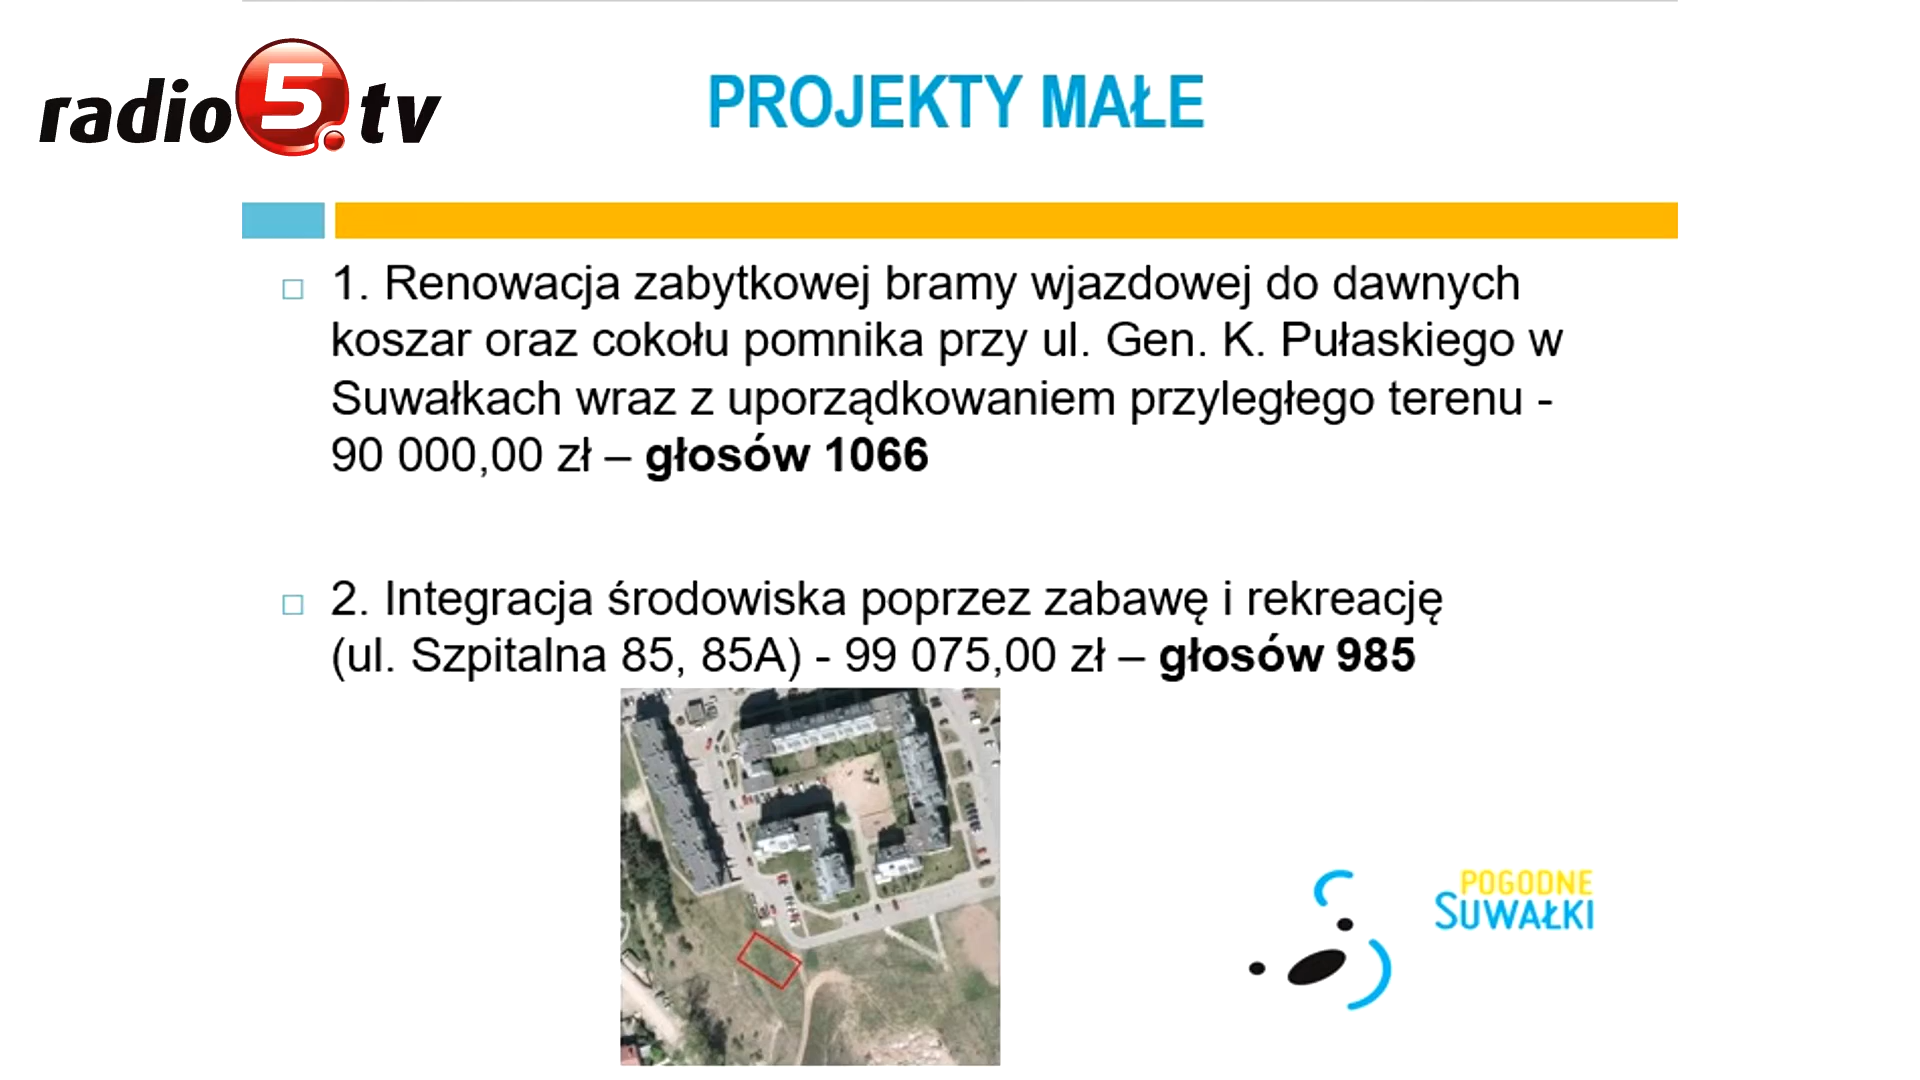 radio 5.tv
PROJEKTY MAŁE
1. Renowacja zabytkowej bramy wjazdowej do dawnych
koszar oraz cokołu pomnika przy ul. Gen. K. Pułaskiego w
Suwałkach wraz z uporządkowaniem przyległego terenu -
90 000,00 zł – głosów 1066
2. Integracja środowiska poprzez zabawę i rekreację
(ul. Szpitalna 85, 85A) - 99 075,00 zł – głosów 985
POGODNE
SUWAŁKI